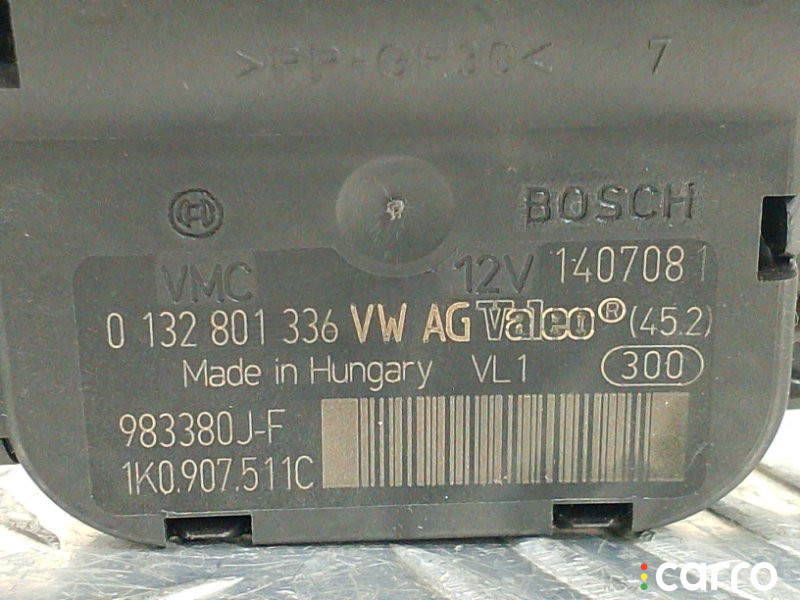 >PP-GF30< 7
BOSCH
VMC 12V 1407081
0 132 801 336 VW AG Valeo® (45.2)
Made in Hungary VL1 300
983380J-F
1K0.907.511C
carro